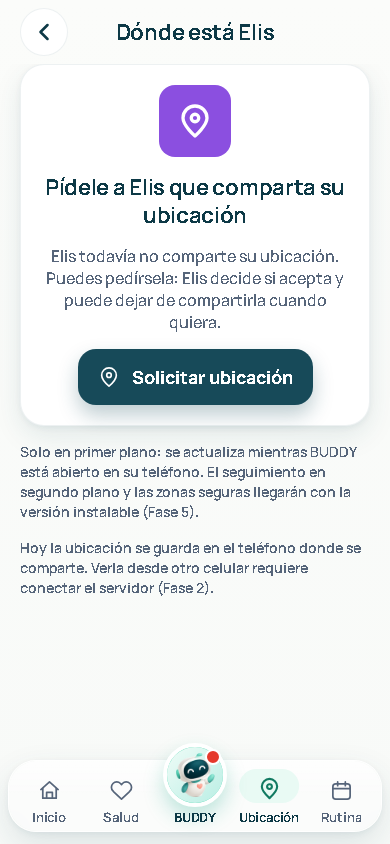 Dónde está Elis
Pídele a Elis que comparta su
ubicación
Elis todavía no comparte su ubicación.
Puedes pedírsela: Elis decide si acepta y
puede dejar de compartirla cuando
quiera.
Solicitar ubicación
Solo en primer plano: se actualiza mientras BUDDY
está abierto en su teléfono. El seguimiento en
segundo plano y las zonas seguras llegarán con la
versión instalable (Fase 5).
Hoy la ubicación se guarda en el teléfono donde se
comparte. Verla desde otro celular requiere
conectar el servidor (Fase 2).
Inicio
Salud
BUDDY
Ubicación
Rutina